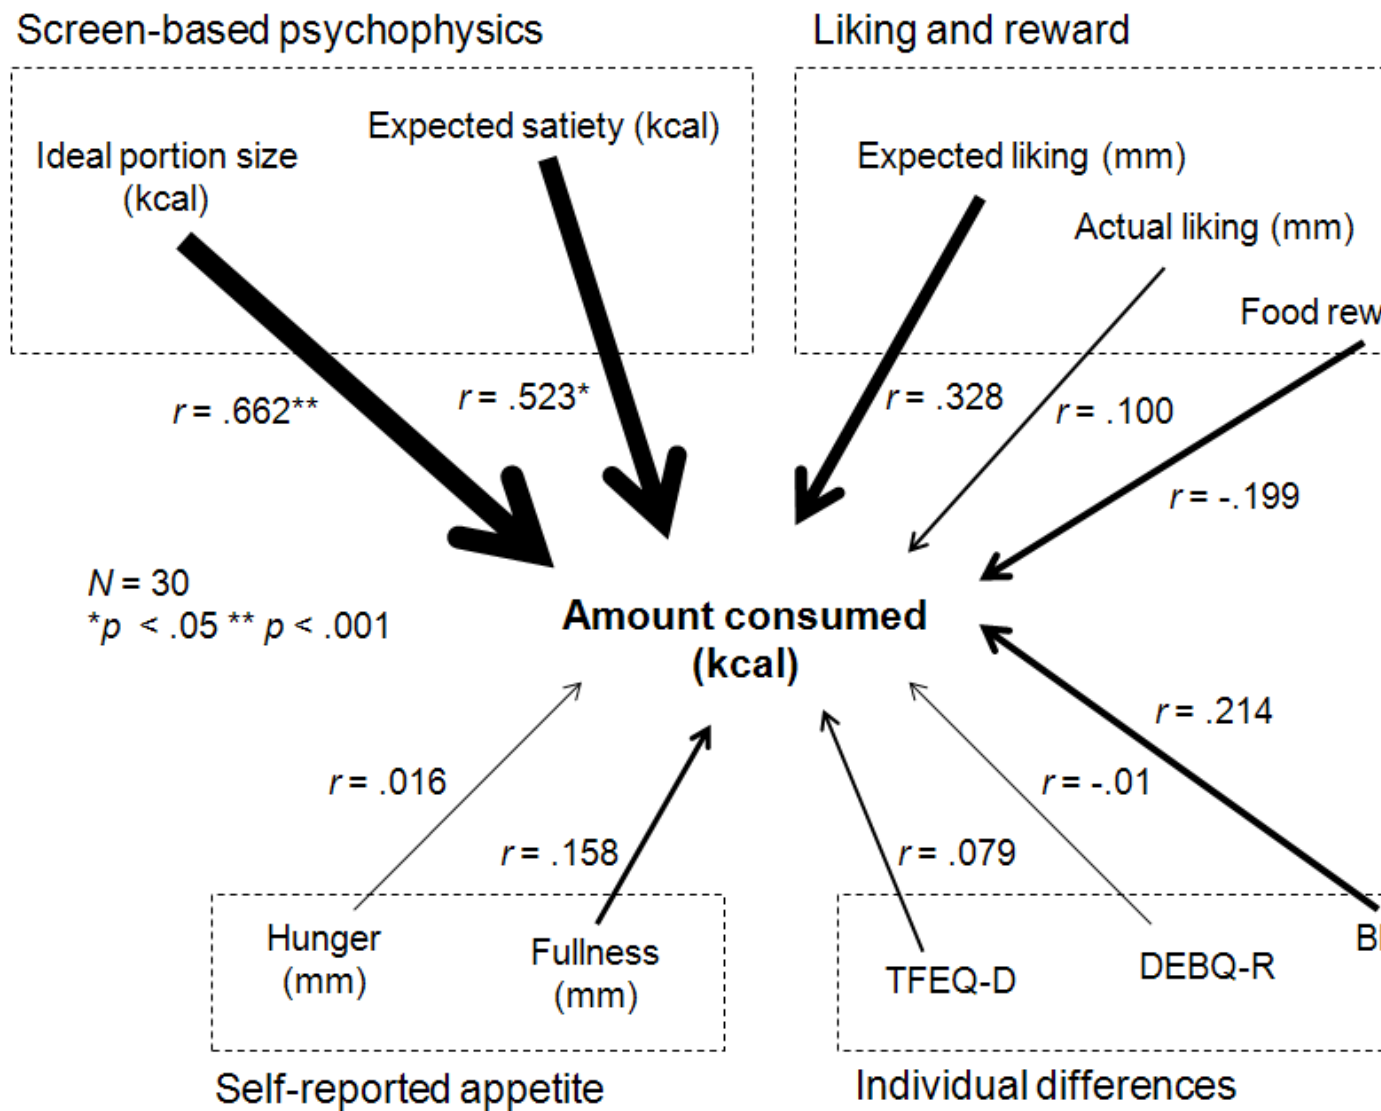 Screen-based psychophysics
Liking and reward
Expected satiety (kcal)
Ideal portion size
(kcal)
Expected liking (mm)
Actual liking (mm)
Food rew
r = .662**
r = .523*
r = .328
r = .100
r = -.199
N = 30
*p < .05 ** p < .001
Amount consumed
(kcal)
r = .016
r = .158
r = .079
r = -.01
r = .214
Hunger
(mm)
Fullness
(mm)
TFEQ-D
DEBQ-R
Self-reported appetite
Individual differences